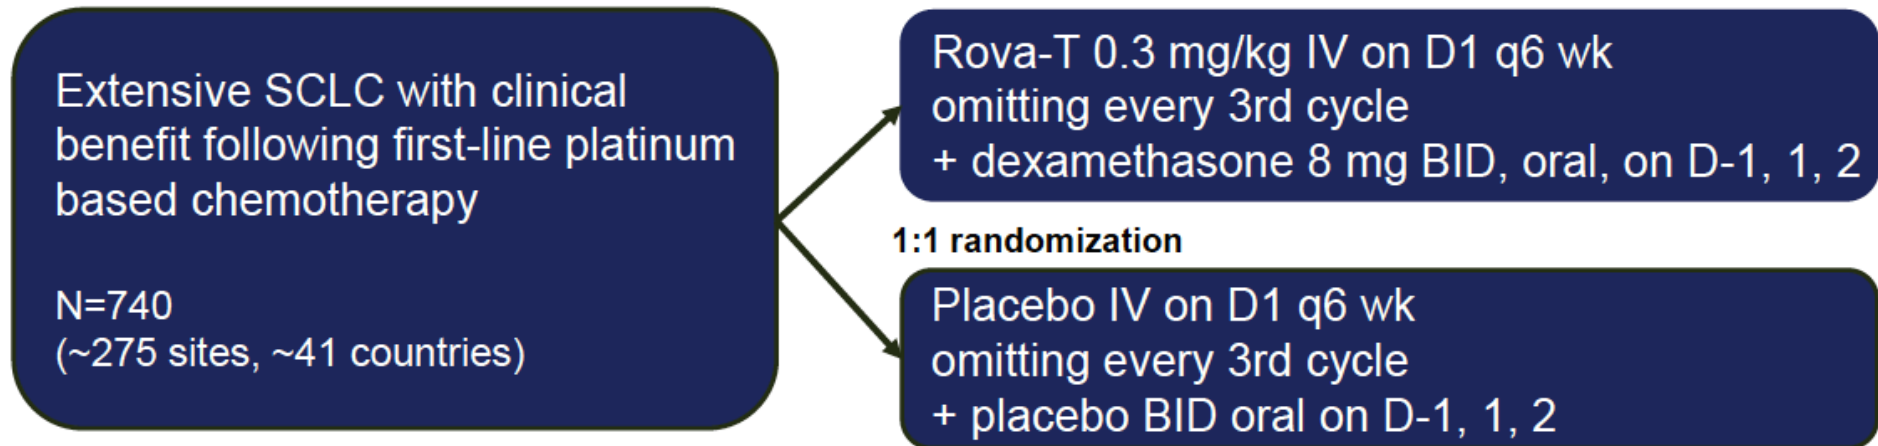 Extensive SCLC with clinical
benefit following first-line platinum
based chemotherapy
N=740
(~275 sites, ~41 countries)
Rova-T 0.3 mg/kg IV on D1 q6 wk
omitting every 3rd cycle
+ dexamethasone 8 mg BID, oral, on D-1, 1, 2
1:1 randomization
Placebo IV on D1 q6 wk
omitting every 3rd cycle
+ placebo BID oral on D-1, 1, 2